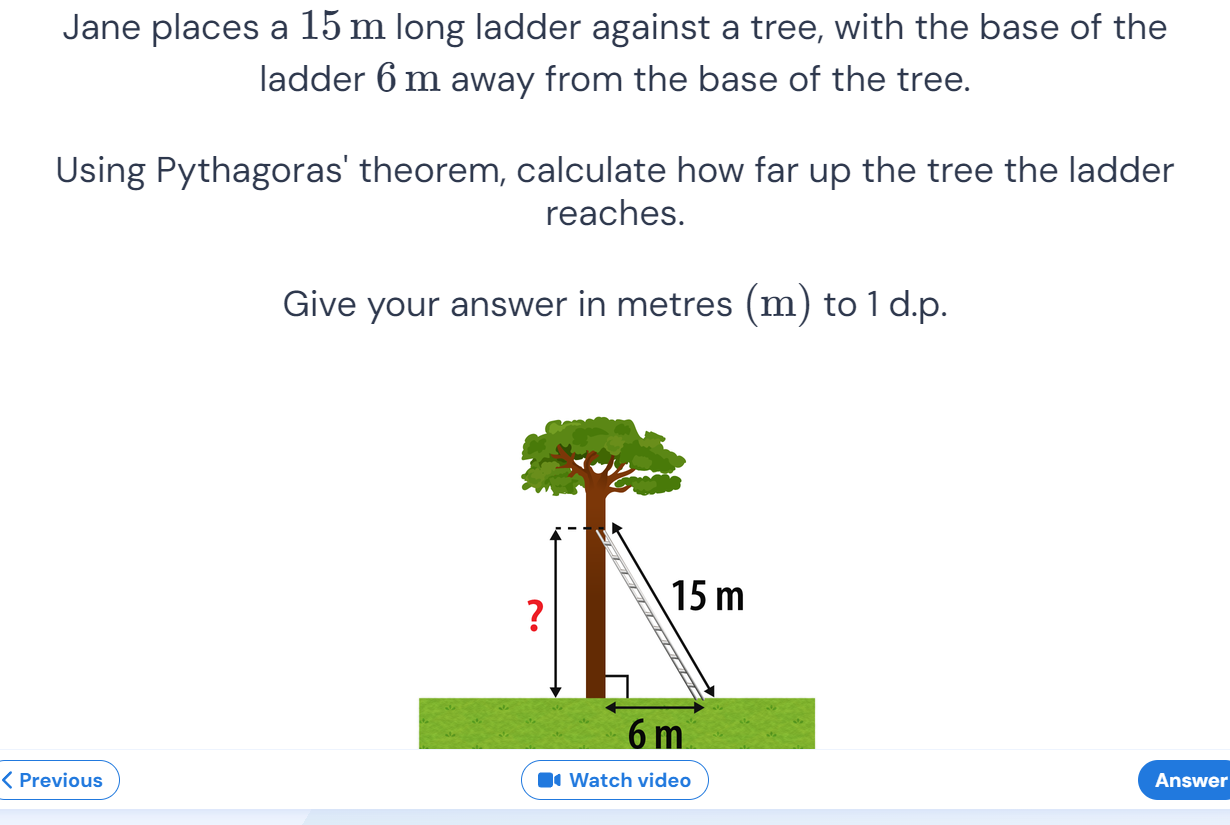 Jane places a 15 m long ladder against a tree, with the base of the
ladder 6 m away from the base of the tree.
Using Pythagoras' theorem, calculate how far up the tree the ladder
reaches.
Give your answer in metres (m) to 1 d.p.
15 m
?
6 m
Previous
Watch video
Answer